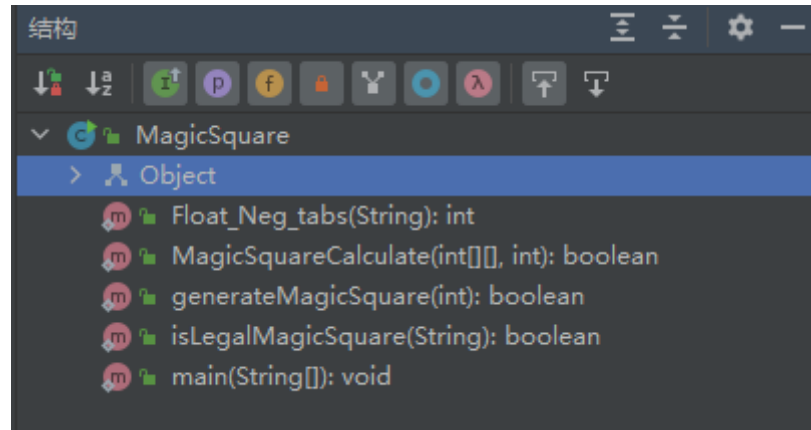 结构
MagicSquare
Object
Float_Neg_tabs(String): int
MagicSquareCalculate(int[][], int): boolean
generateMagicSquare(int): boolean
isLegalMagicSquare(String): boolean
main(String[]): void